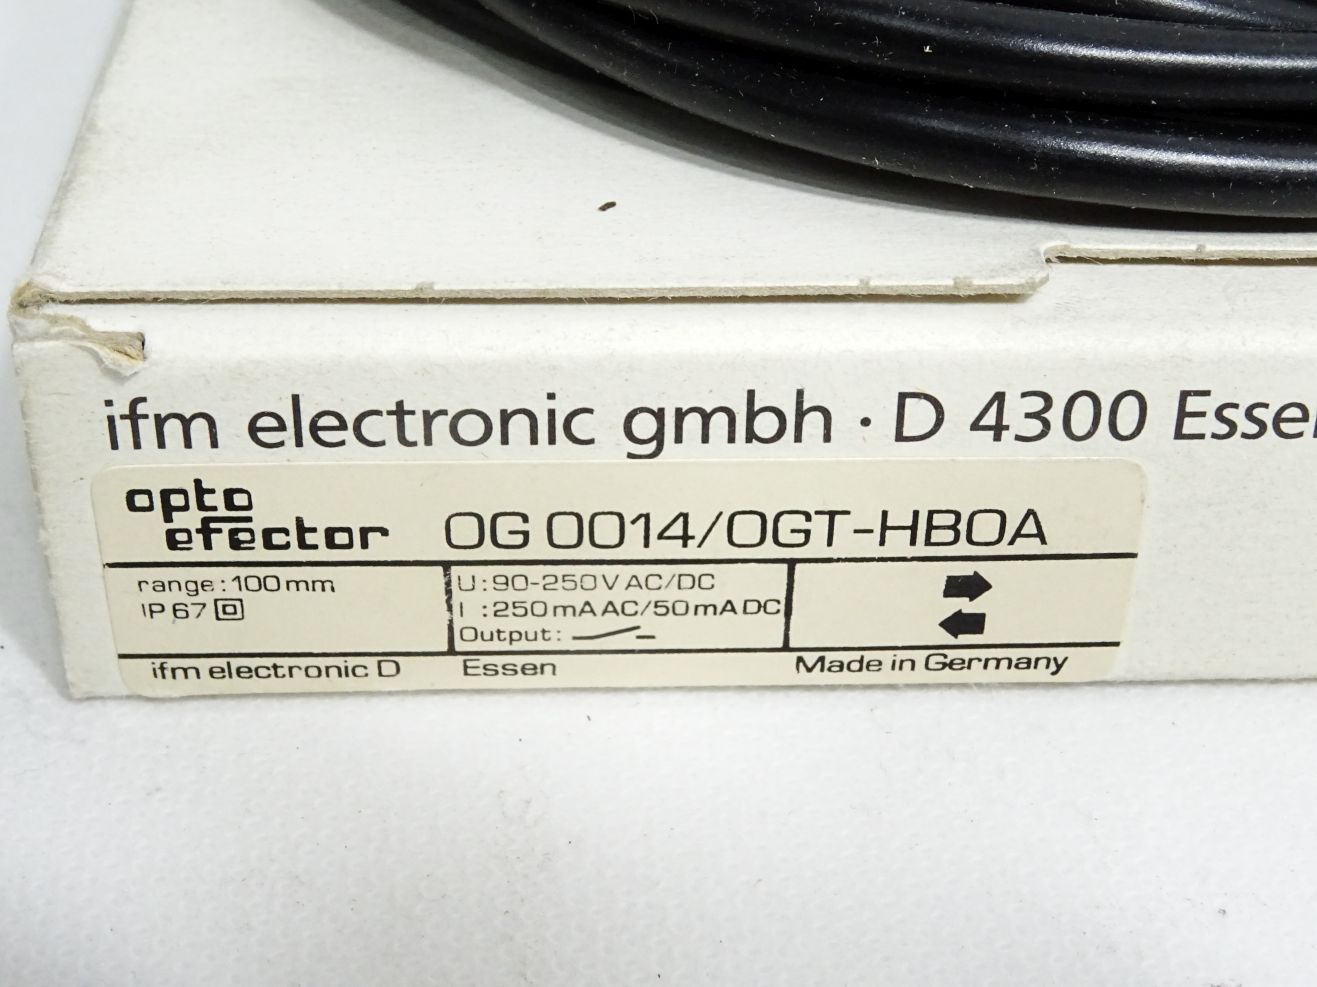 ifm electronic gmbh · D 4300 Essen
opto
efector
OG 0014/OGT-HBOA
range: 100 mm
IP 67
U: 90-250V AC/DC
I : 250 mA AC/50 mA DC
Output:
ifm electronic D Essen Made in Germany